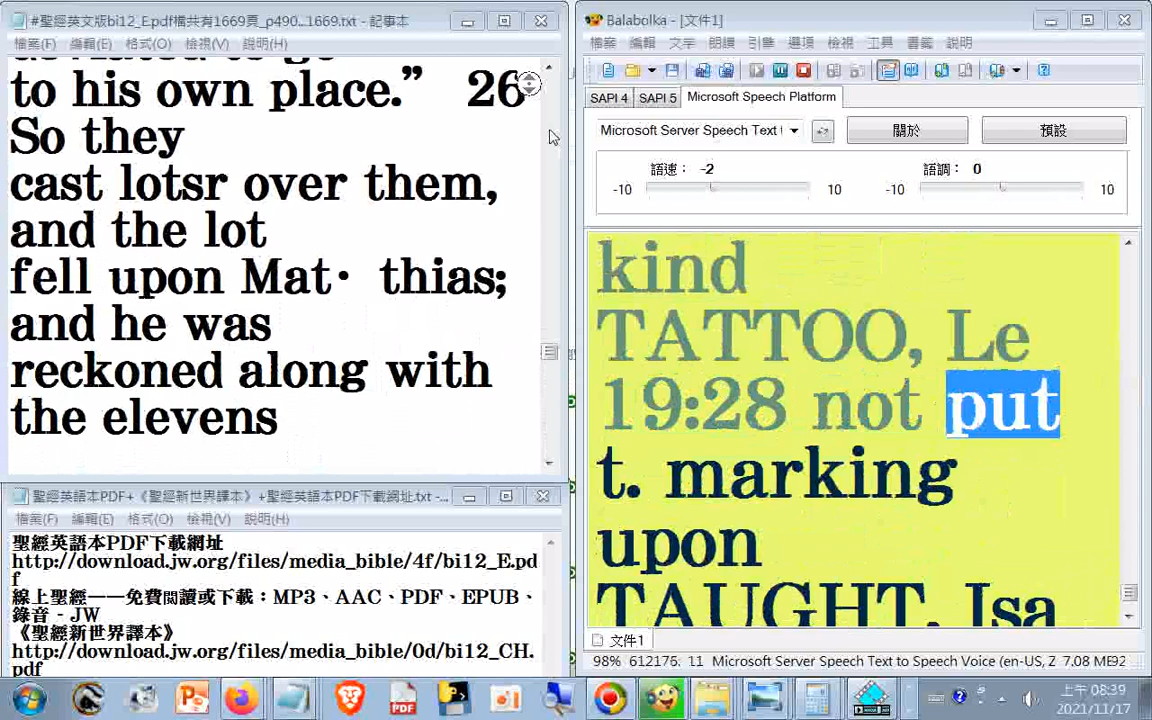 #聖經英文版bi12_E.pdf檔共有1669頁_p490...1669.txt - 記事本
檔案(F) 編輯(E) 格式(O) 檢視(V) 說明(H)
deviated to go
to his own place.” 26
So they
cast lotsr over them,
and the lot
fell upon Mat· thias;
and he was
reckoned along with
the elevens
聖經英語本PDF+《聖經新世界譯本》+聖經英語本PDF下載網址.txt -...
檔案(F) 編輯(E) 格式(O) 檢視(V) 說明(H)
聖經英語本PDF下載網址
http://download.jw.org/files/media_bible/4f/bi12_E.pd
f
線上聖經——免費閱讀或下載：MP3、AAC、PDF、EPUB、
錄音 - JW
《聖經新世界譯本》
http://download.jw.org/files/media_bible/0d/bi12_CH.
pdf
Balabolka - [文件1]
檔案 編輯 文字 朗讀 引擎 選項 檢視 工具 書籤 說明
SAPI 4 SAPI 5 Microsoft Speech Platform
Microsoft Server Speech Text 關於 預設
語速： -2 語調： 0
-10 10 -10 10
kind
TATTOO, Le
19:28 not put
t. marking
upon
TAUGHT, Isa
文件1
98% 612175. 11 Microsoft Server Speech Text to Speech Voice (en-US, Z 7.08 ME92
上午 08:39
2021/11/17